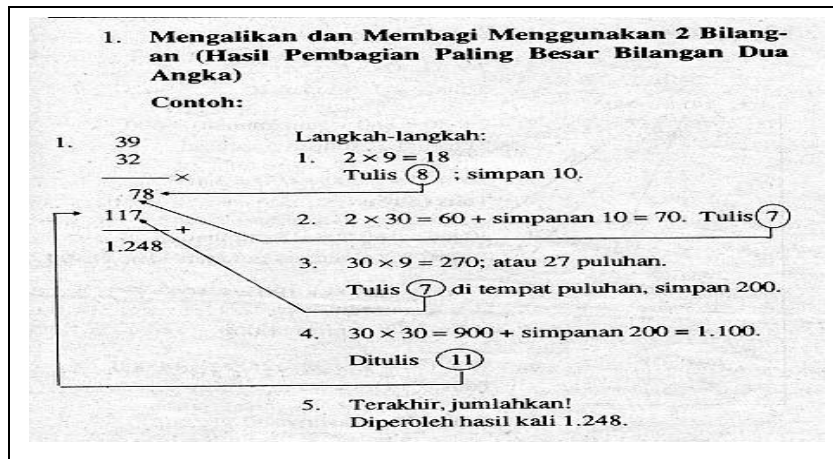 1. Mengalikan dan Membagi Menggunakan 2 Bilang-
an (Hasil Pembagian Paling Besar Bilangan Dua
Angka)
Contoh:
1. 39
32
×
78
117
+
1.248
Langkah-langkah:
1. 2 × 9 = 18
Tulis 8 ; simpan 10.
2. 2 × 30 = 60 + simpanan 10 = 70. Tulis 7
3. 30 × 9 = 270; atau 27 puluhan.
Tulis 7 di tempat puluhan, simpan 200.
4. 30 × 30 = 900 + simpanan 200 = 1.100.
Ditulis 11
5. Terakhir, jumlahkan!
Diperoleh hasil kali 1.248.